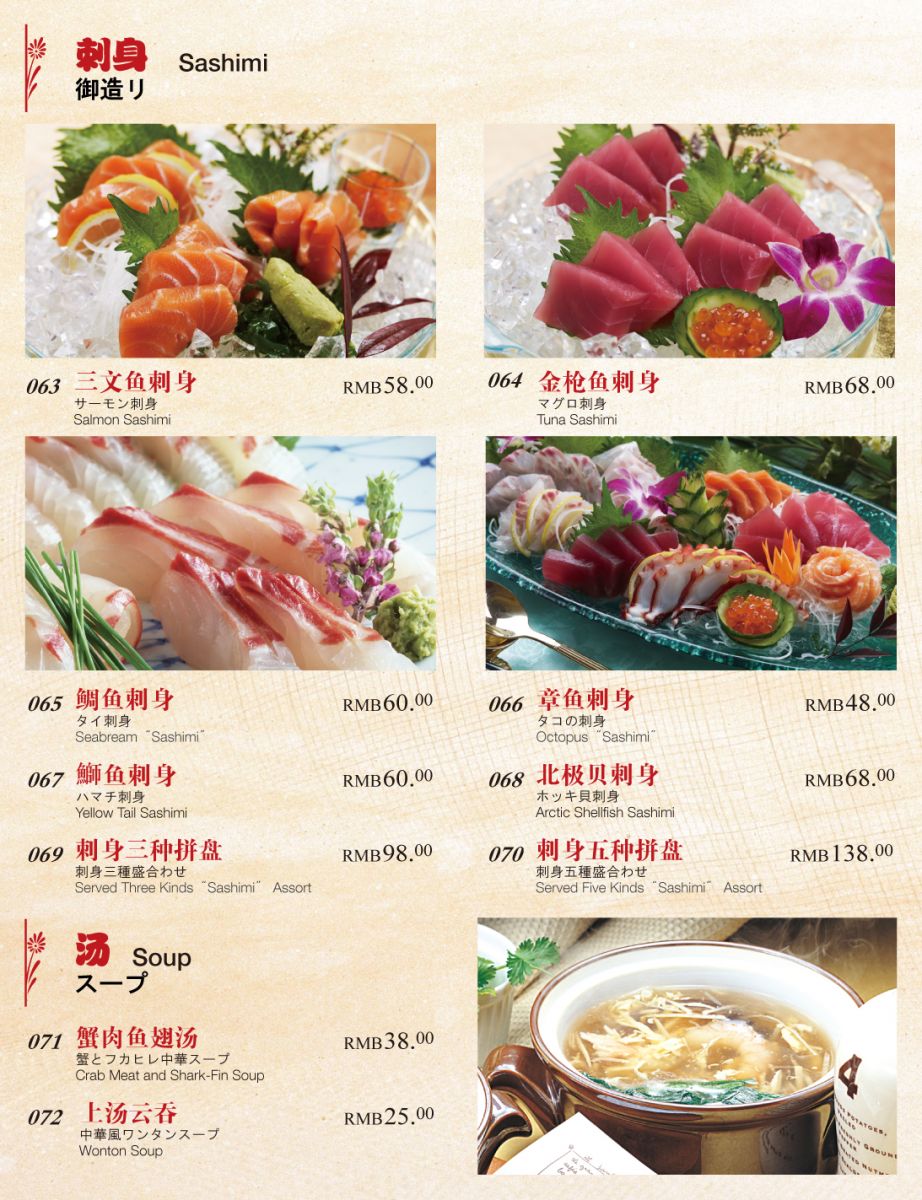 刺身 Sashimi
御造リ
063 三文鱼刺身 RMB58.00
サーモン刺身
Salmon Sashimi
064 金枪鱼刺身 RMB68.00
マグロ刺身
Tuna Sashimi
065 鲷鱼刺身 RMB60.00
タイ刺身
Seabream “Sashimi”
066 章鱼刺身 RMB48.00
タコの刺身
Octopus “Sashimi”
067 鰤鱼刺身 RMB60.00
ハマチ刺身
Yellow Tail Sashimi
068 北极贝刺身 RMB68.00
ホッキ貝刺身
Arctic Shellfish Sashimi
069 刺身三种拼盘 RMB98.00
刺身三種盛合わせ
Served Three Kinds “Sashimi” Assort
070 刺身五种拼盘 RMB138.00
刺身五種盛合わせ
Served Five Kinds “Sashimi” Assort
汤 Soup
スープ
071 蟹肉鱼翅汤 RMB38.00
蟹とフカヒレ中華スープ
Crab Meat and Shark-Fin Soup
072 上汤云吞 RMB25.00
中華風ワンタンスープ
Wonton Soup
POTATOES,
GROUND